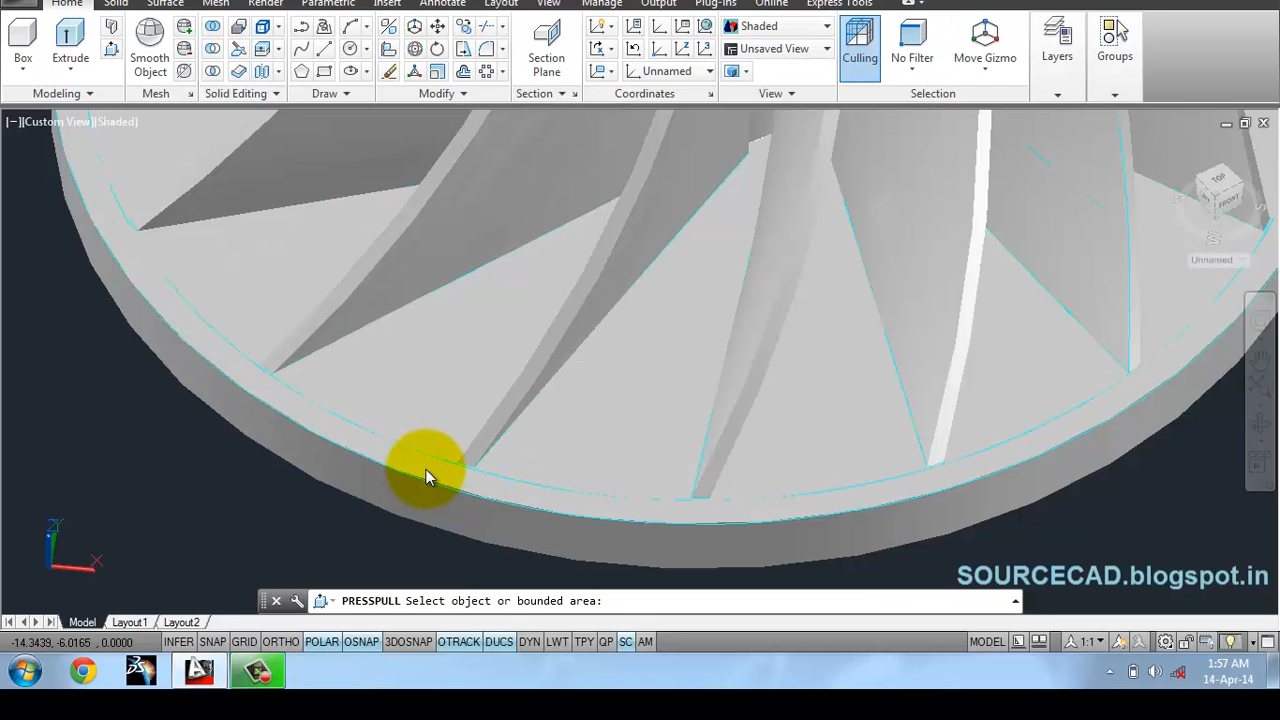 Home Solid Surface Mesh Render Parametric Insert Annotate Layout View Manage Output Plug-ins Online Express Tools
Box Extrude Smooth Object Section Plane Shaded Unsaved View Unnamed Culling No Filter Move Gizmo Layers Groups
Modeling Mesh Solid Editing Draw Modify Section Coordinates View Selection
[−][Custom View][Shaded]
TOP
FRONT
S
Unnamed
Z Y
X
SOURCECAD.blogspot.in
PRESSPULL Select object or bounded area:
Model Layout1 Layout2
-14.3439, -6.0165 , 0.0000 INFER SNAP GRID ORTHO POLAR OSNAP 3DOSNAP OTRACK DUCS DYN LWT TPY QP SC AM MODEL 1:1
1:57 AM
14-Apr-14